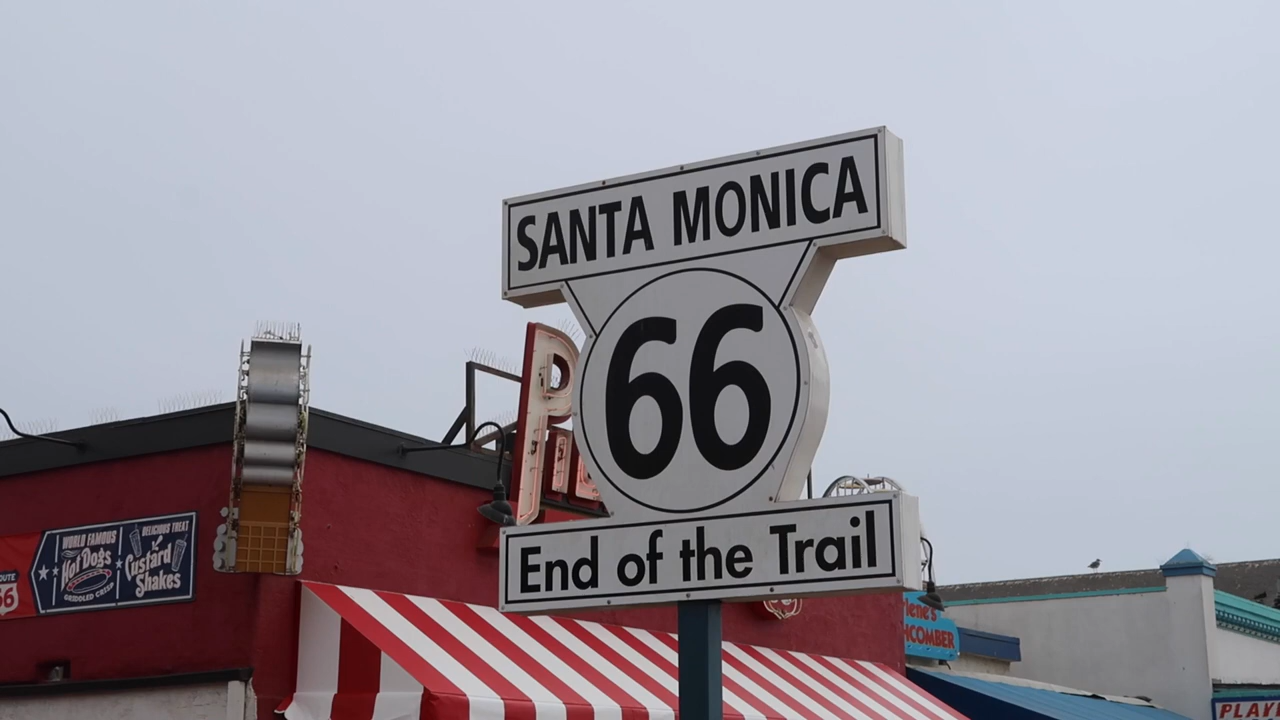 SANTA MONICA
66
End of the Trail
WORLD FAMOUS
Hot Dogs
GRIDDLED CRISP
DELICIOUS TREAT
Custard
Shakes
66